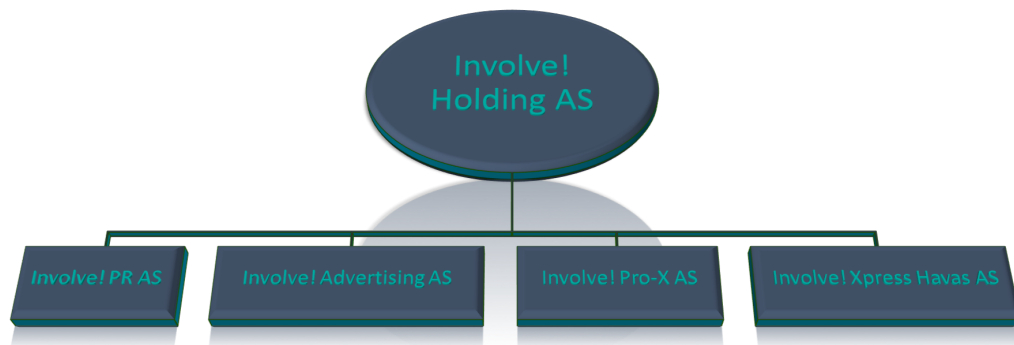 Involve!
Holding AS
Involve! PR AS
Involve! Advertising AS
Involve! Pro-X AS
Involve! Xpress Havas AS